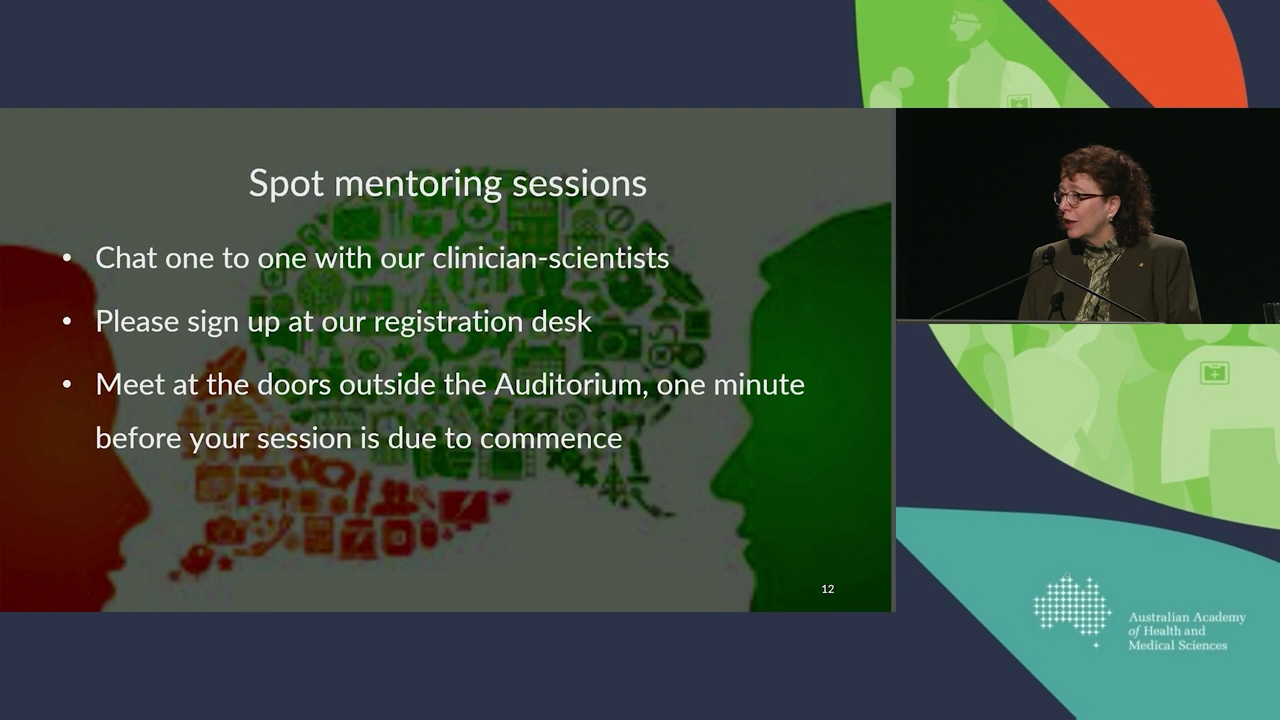 Spot mentoring sessions
• Chat one to one with our clinician-scientists
• Please sign up at our registration desk
• Meet at the doors outside the Auditorium, one minute
before your session is due to commence
12
Australian Academy
of Health and
Medical Sciences